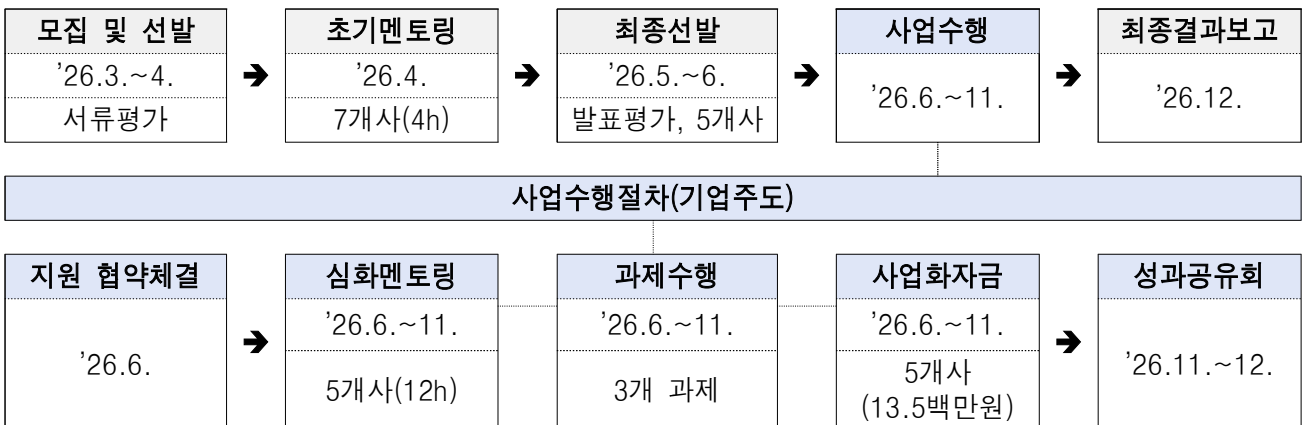 모집 및 선발
’26.3.~4.
서류평가
➔
초기멘토링
’26.4.
7개사(4h)
➔
최종선발
’26.5.~6.
발표평가, 5개사
➔
사업수행
’26.6.~11.
➔
최종결과보고
’26.12.
사업수행절차(기업주도)
지원 협약체결
’26.6.
➔
심화멘토링
’26.6.~11.
5개사(12h)
과제수행
’26.6.~11.
3개 과제
사업화자금
’26.6.~11.
5개사
(13.5백만원)
➔
성과공유회
’26.11.~12.